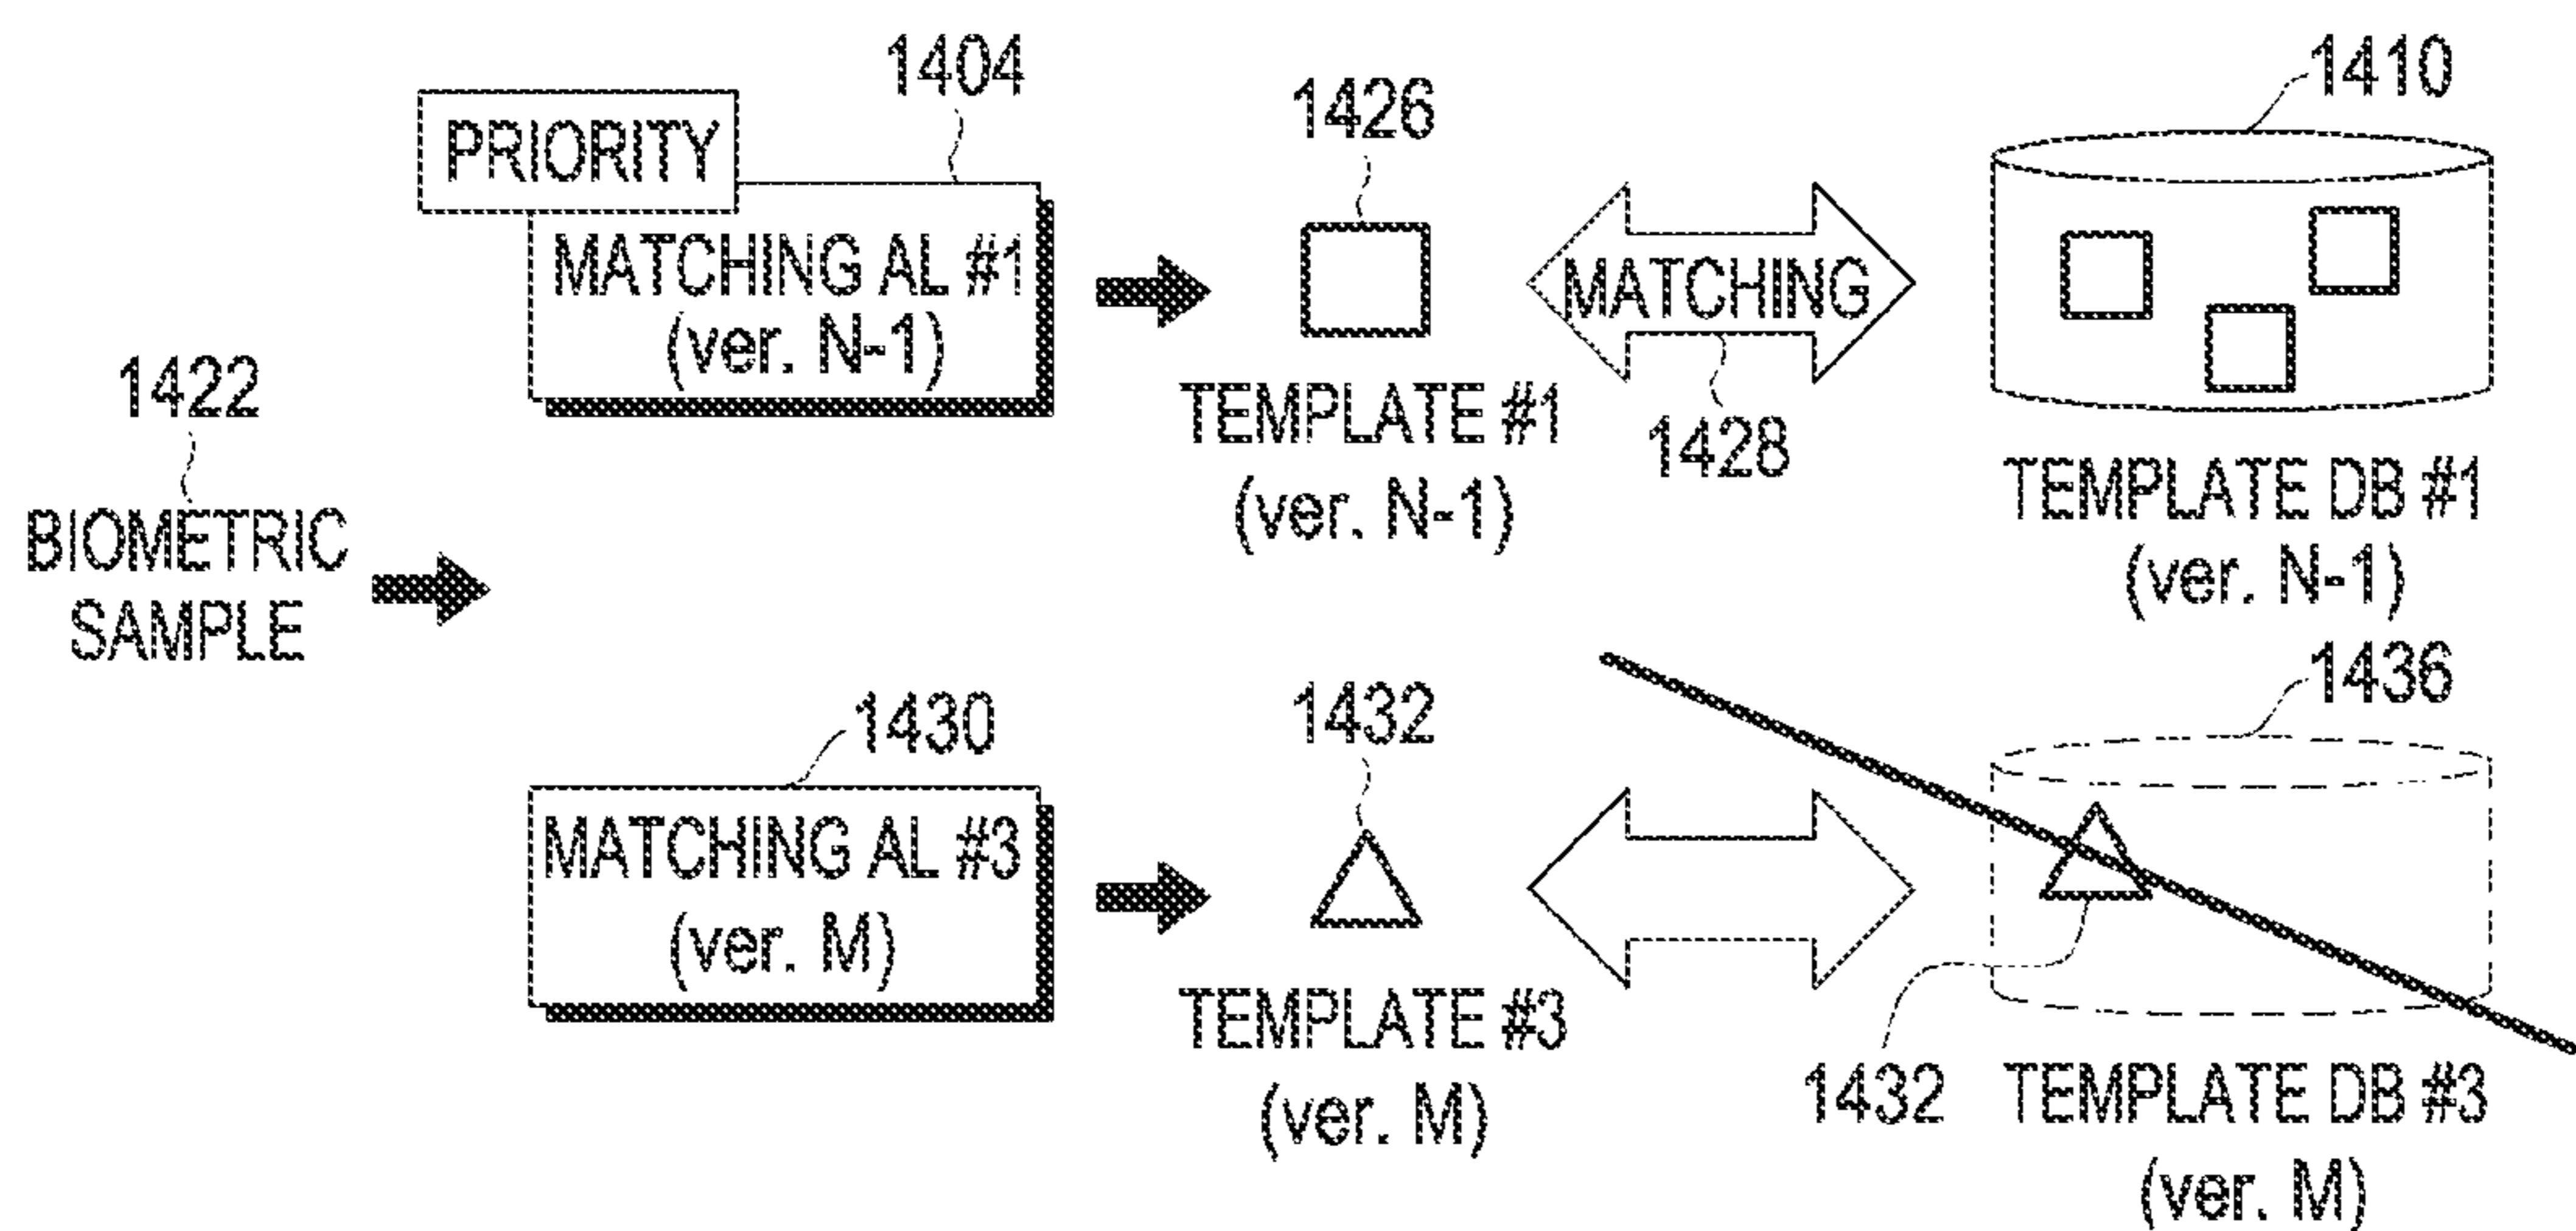 1404
PRIORITY
MATCHING AL #1
(ver. N-1)
1426
TEMPLATE #1
(ver. N-1)
MATCHING
1428
1410
TEMPLATE DB #1
(ver. N-1)
1422
BIOMETRIC
SAMPLE
1430
MATCHING AL #3
(ver. M)
1432
TEMPLATE #3
(ver. M)
1436
1432
TEMPLATE DB #3
(ver. M)